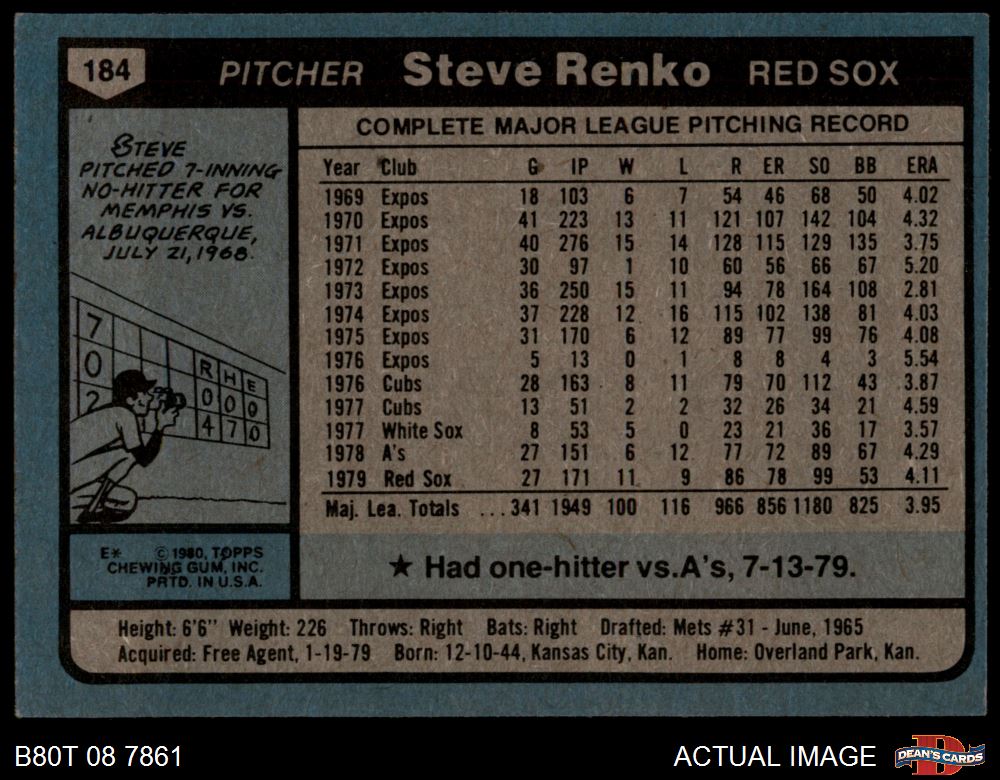 184 PITCHER Steve Renko RED SOX
STEVE
PITCHED 7-INNING
NO-HITTER FOR
MEMPHIS VS.
ALBUQUERQUE,
JULY 21, 1968.
7
0 R H E
2 0 0 0
4 7 0
E* © 1980, TOPPS
CHEWING GUM, INC.
PRTD. IN U.S.A.
COMPLETE MAJOR LEAGUE PITCHING RECORD
Year Club G IP W L R ER SO BB ERA
1969 Expos 18 103 6 7 54 46 68 50 4.02
1970 Expos 41 223 13 11 121 107 142 104 4.32
1971 Expos 40 276 15 14 128 115 129 135 3.75
1972 Expos 30 97 1 10 60 56 66 67 5.20
1973 Expos 36 250 15 11 94 78 164 108 2.81
1974 Expos 37 228 12 16 115 102 138 81 4.03
1975 Expos 31 170 6 12 89 77 99 76 4.08
1976 Expos 5 13 0 1 8 8 4 3 5.54
1976 Cubs 28 163 8 11 79 70 112 43 3.87
1977 Cubs 13 51 2 2 32 26 34 21 4.59
1977 White Sox 8 53 5 0 23 21 36 17 3.57
1978 A's 27 151 6 12 77 72 89 67 4.29
1979 Red Sox 27 171 11 9 86 78 99 53 4.11
Maj. Lea. Totals ...341 1949 100 116 966 856 1180 825 3.95
★ Had one-hitter vs.A's, 7-13-79.
Height: 6'6" Weight: 226 Throws: Right Bats: Right Drafted: Mets #31 - June, 1965
Acquired: Free Agent, 1-19-79 Born: 12-10-44, Kansas City, Kan. Home: Overland Park, Kan.
B80T 08 7861 ACTUAL IMAGE DEAN'S CARDS